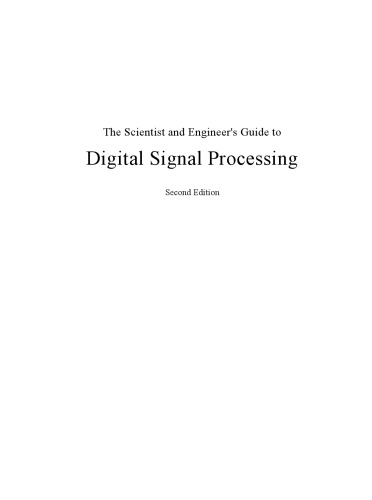 The Scientist and Engineer's Guide to
Digital Signal Processing
Second Edition